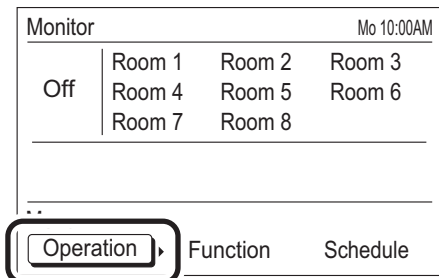 Monitor Mo 10:00AM
Room 1 Room 2 Room 3
Off Room 4 Room 5 Room 6
Room 7 Room 8
Operation Function Schedule